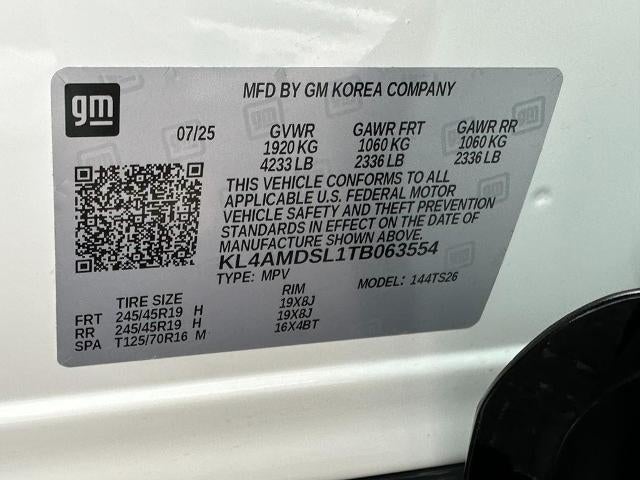 gm
MFD BY GM KOREA COMPANY
07/25 GVWR GAWR FRT GAWR RR
1920 KG 1060 KG 1060 KG
4233 LB 2336 LB 2336 LB
THIS VEHICLE CONFORMS TO ALL
APPLICABLE U.S. FEDERAL MOTOR
VEHICLE SAFETY AND THEFT PREVENTION
STANDARDS IN EFFECT ON THE DATE OF
MANUFACTURE SHOWN ABOVE.
KL4AMDSL1TB063554
TYPE: MPV MODEL: 144TS26
TIRE SIZE RIM
FRT 245/45R19 H 19X8J
RR 245/45R19 H 19X8J
SPA T125/70R16 M 16X4BT